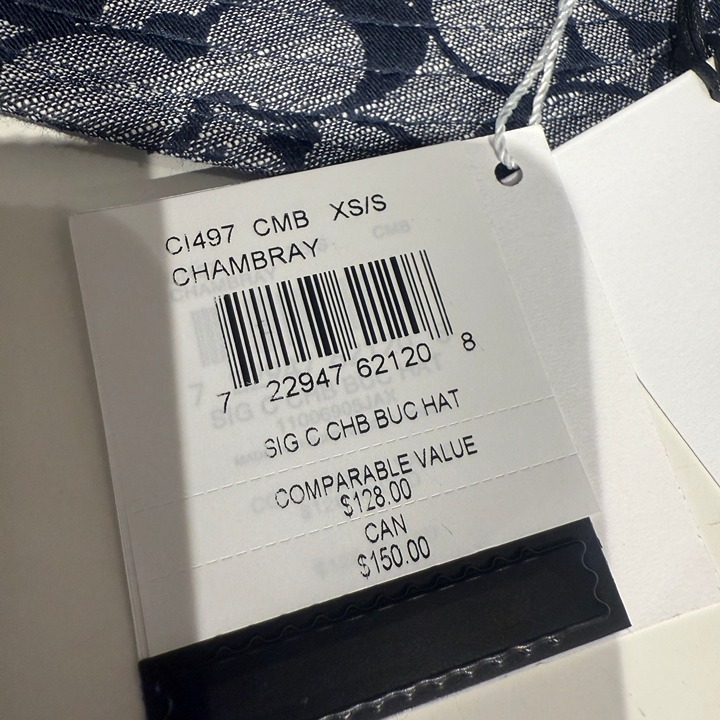 CI497 CMB XS/S
CHAMBRAY
7 22947 62120 8
SIG C CHB BUC HAT
COMPARABLE VALUE
$128.00
CAN
$150.00